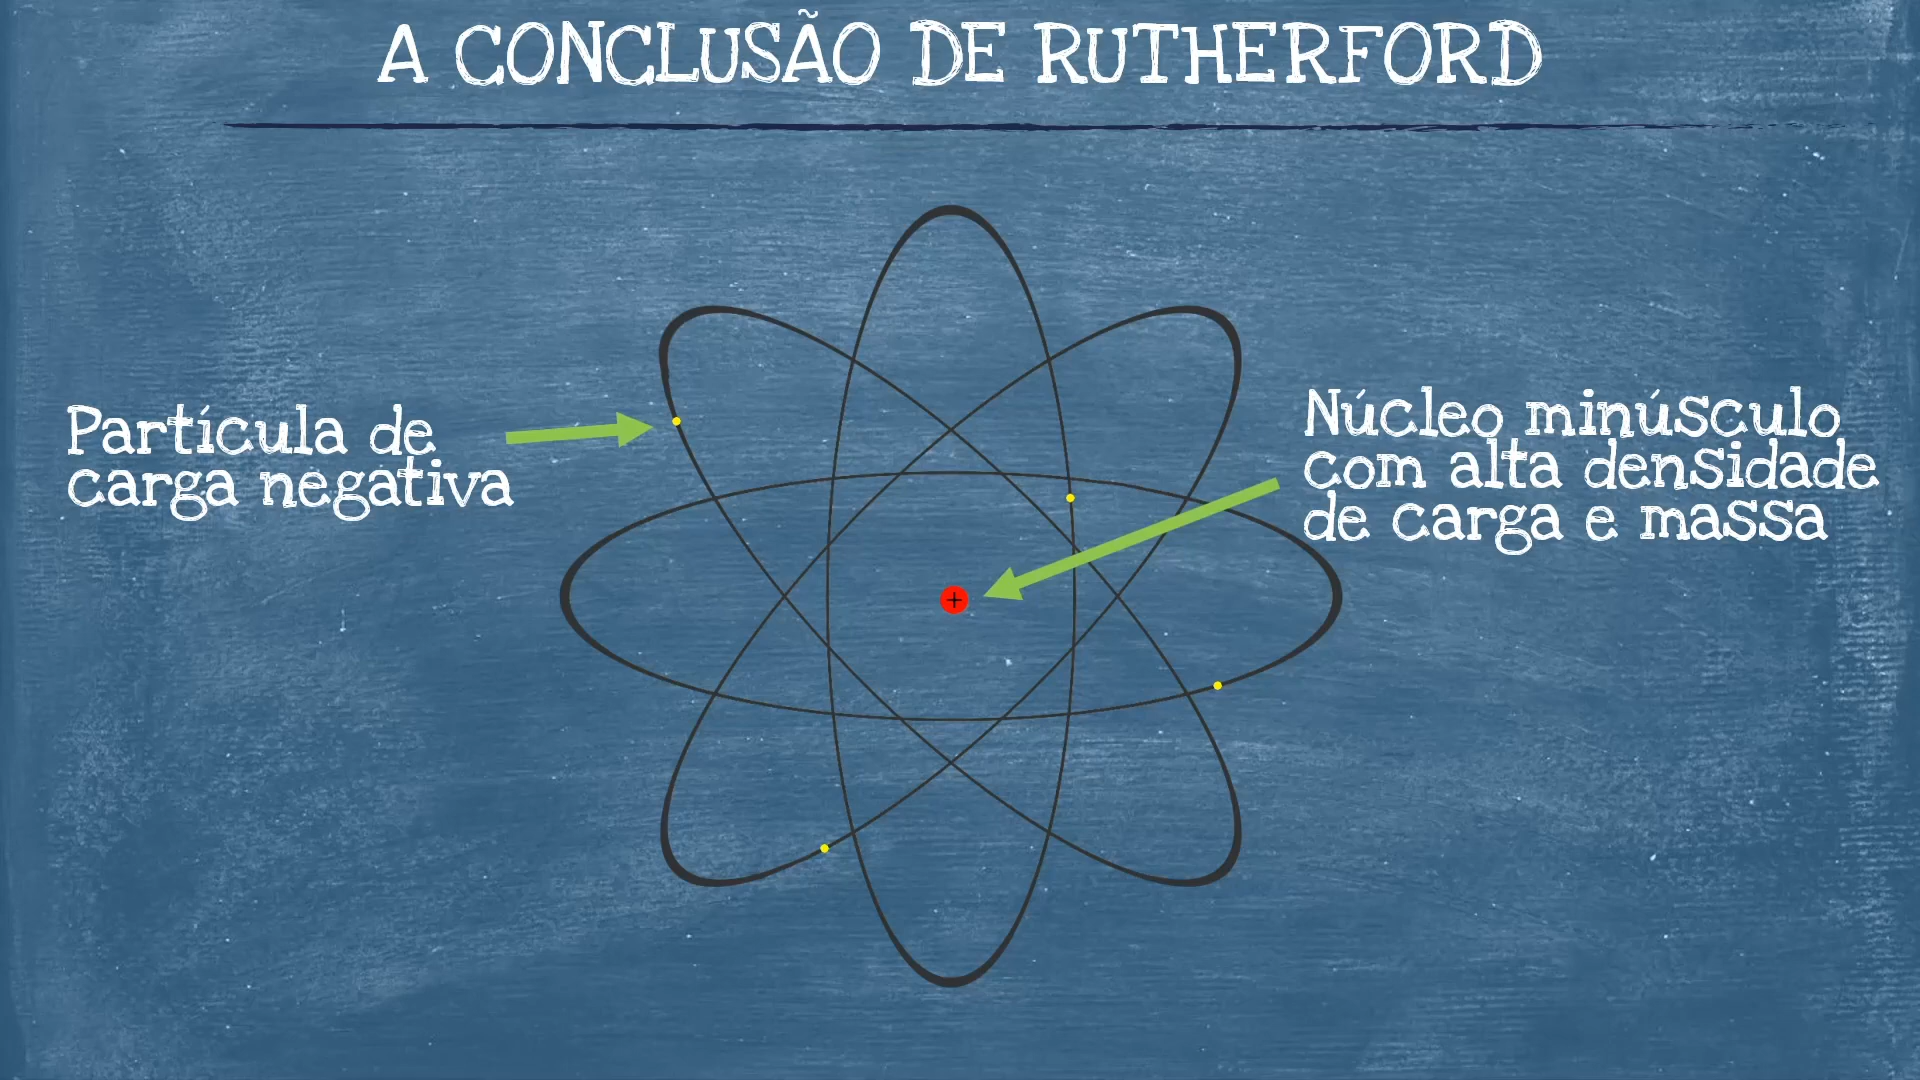 A CONCLUSÃO DE RUTHERFORD
Partícula de
carga negativa
Núcleo minúsculo
com alta densidade
de carga e massa
+